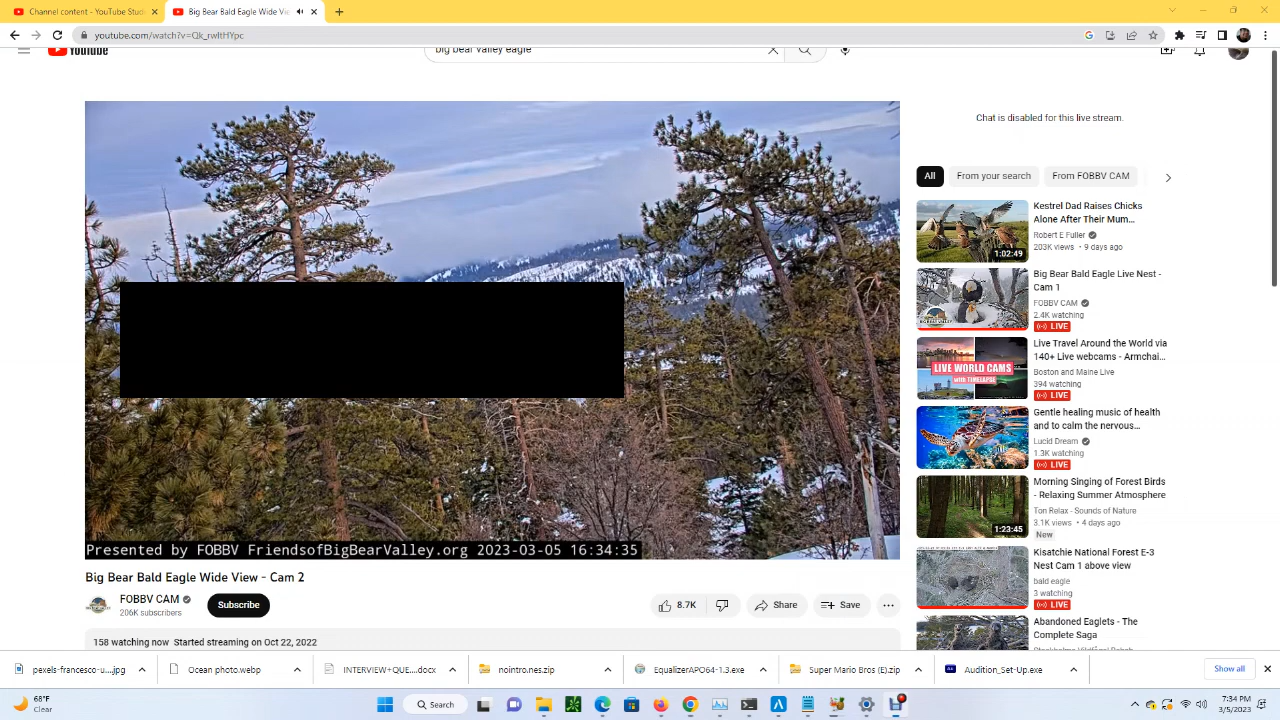 Channel content - YouTube Studi
Big Bear Bald Eagle Wide Vi
youtube.com/watch?v=Qk_rwItHYpc
YouTube
big bear valley eagle
Chat is disabled for this live stream.
All
From your search
From FOBBV CAM
Kestrel Dad Raises Chicks
Alone After Their Mum...
Robert E Fuller
203K views • 9 days ago
1:02:49
Big Bear Bald Eagle Live Nest -
Cam 1
FOBBV CAM
2.4K watching
LIVE
Live Travel Around the World via
140+ Live webcams - Armchai...
Boston and Maine Live
394 watching
LIVE
LIVE WORLD CAMS
with TIMELAPSE
Gentle healing music of health
and to calm the nervous...
Lucid Dream
1.3K watching
LIVE
Morning Singing of Forest Birds
- Relaxing Summer Atmosphere
Ton Relax - Sounds of Nature
3.1K views • 4 days ago
New
1:23:45
Kisatchie National Forest E-3
Nest Cam 1 above view
bald eagle
3 watching
LIVE
Abandoned Eaglets - The
Complete Saga
Presented by FOBBV FriendsofBigBearValley.org 2023-03-05 16:34:35
Big Bear Bald Eagle Wide View - Cam 2
FOBBV CAM
206K subscribers
Subscribe
8.7K
Share
Save
158 watching now Started streaming on Oct 22, 2022
pexels-francesco-u....jpg
Ocean photo.webp
INTERVIEW + QUE....docx
nointro.nes.zip
EqualizerAPO64-1.3.exe
Super Mario Bros (E).zip
Audition_Set-Up.exe
Show all
68°F
Clear
Search
7:34 PM
3/5/2023